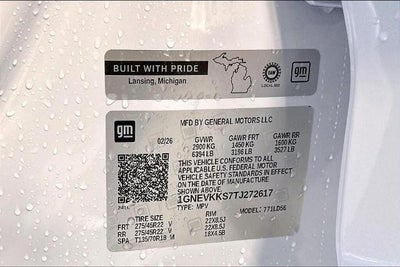 BUILT WITH PRIDE
Lansing, Michigan
UAW
LOCAL 602
gm
gm
MFD BY GENERAL MOTORS LLC
02/26 GVWR GAWR FRT GAWR RR
2900 KG 1450 KG 1600 KG
6394 LB 3196 LB 3527 LB
THIS VEHICLE CONFORMS TO ALL
APPLICABLE U.S. FEDERAL MOTOR
VEHICLE SAFETY STANDARDS IN EFFECT
ON THE DATE OF MANUFACTURE
SHOWN ABOVE.
1GNEVKKS7TJ272617
TYPE: MPV MODEL: 771LD56
TIRE SIZE RIM
FRT 275/45R22 V 22X8.5J
RR 275/45R22 V 22X8.5J
SPA T135/70R18 M 18X4.5B